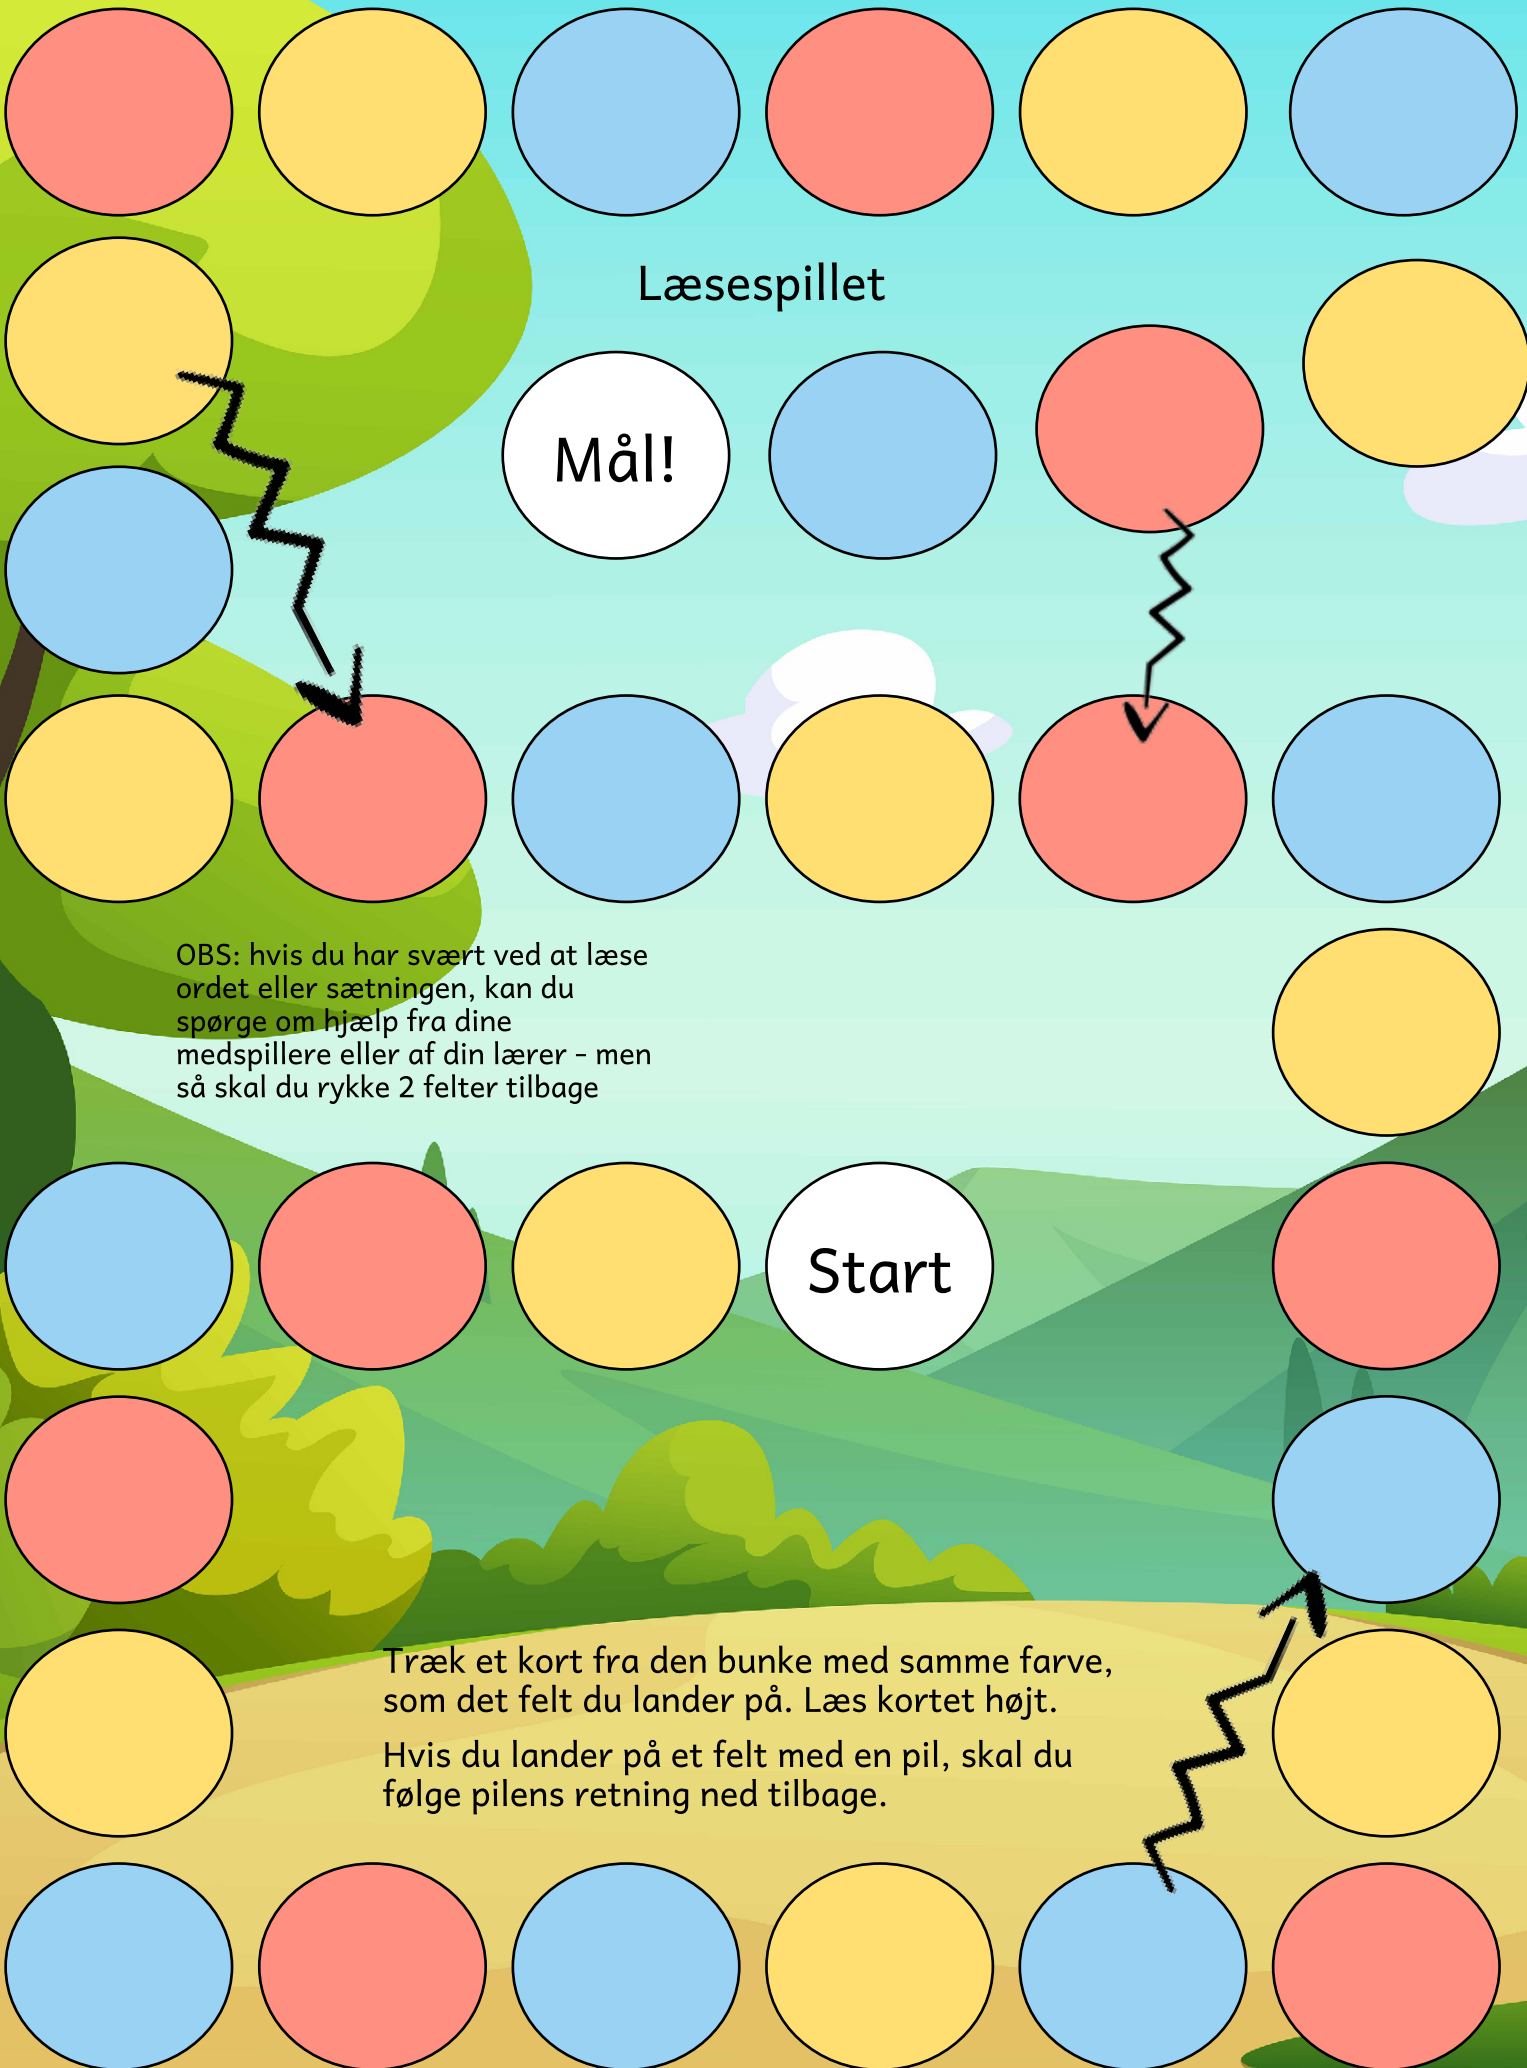 Læsespillet
Mål!
OBS: hvis du har svært ved at læse
ordet eller sætningen, kan du
spørge om hjælp fra dine
medspillere eller af din lærer - men
så skal du rykke 2 felter tilbage
Start
Træk et kort fra den bunke med samme farve,
som det felt du lander på. Læs kortet højt.
Hvis du lander på et felt med en pil, skal du
følge pilens retning ned tilbage.